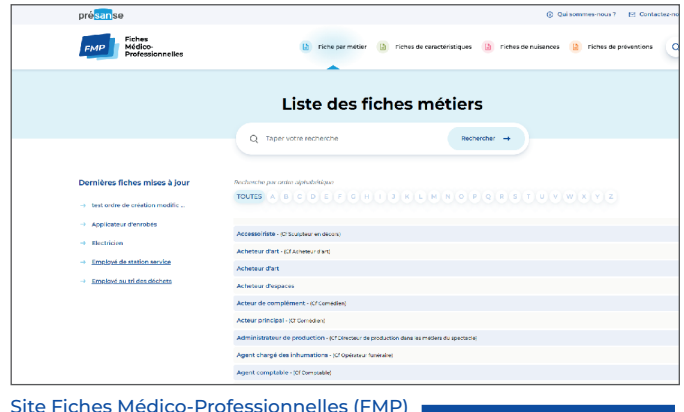 présanse
Qui sommes-nous ? Contactez-no
FMP Fiches
Médico-
Professionnelles
Fiche par métier Fiches de caractéristiques Fiches de nuisances Fiches de préventions
Liste des fiches métiers
Taper votre recherche Rechercher →
Dernières fiches mises à jour
→ test ordre de création modific ...
→ Applicateur d'enrobés
→ Electricien
→ Employé de station service
→ Employé au tri des déchets
Recherche par ordre alphabétique
TOUTES A B C D E F G H I J K L M N O P Q R S T U V W X Y Z
Accessoiriste - (Cf Sculpteur en décors)
Acheteur d'art - (Cf Acheteur d'art)
Acheteur d'art
Acheteur d'espaces
Acteur de complément - (Cf Comédien)
Acteur principal - (Cf Comédien)
Administrateur de production - (Cf Directeur de production dans les métiers du spectacle)
Agent chargé des inhumations - (Cf Opérateur funéraire)
Agent comptable - (Cf Comptable)
Site Fiches Médico-Professionnelles (FMP)